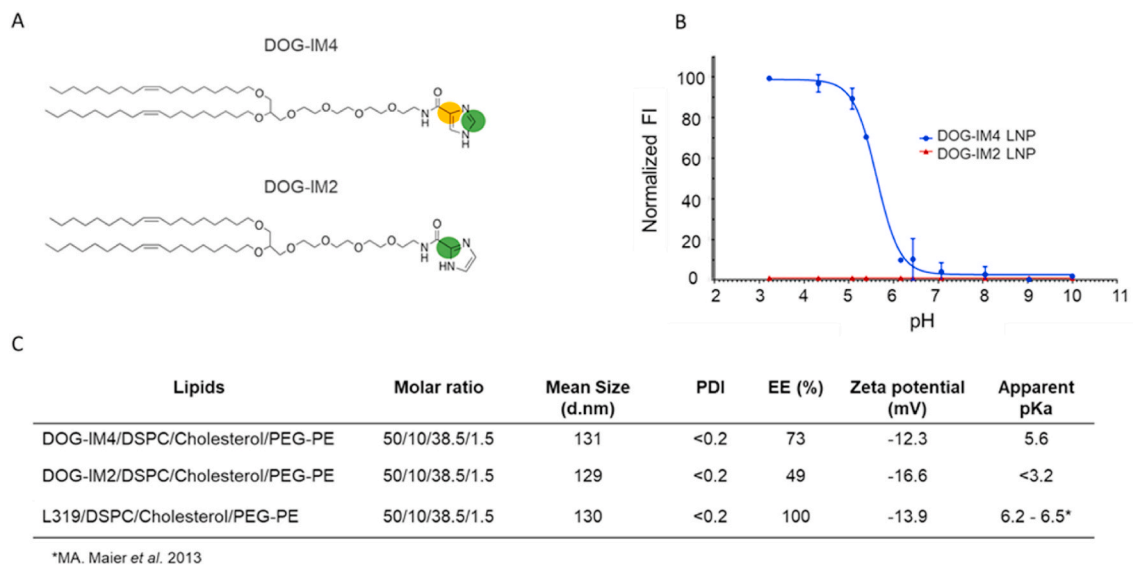 A
DOG-IM4
O
O
O
O
O
O
O
N
H
N
N
H
DOG-IM2
O
O
O
O
O
O
O
N
H
N
HN
B
Normalized FI
100
80
60
40
20
0
DOG-IM4 LNP
DOG-IM2 LNP
2 3 4 5 6 7 8 9 10 11
pH
C
Lipids Molar ratio Mean Size (d.nm) PDI EE (%) Zeta potential (mV) Apparent pKa
DOG-IM4/DSPC/Cholesterol/PEG-PE 50/10/38.5/1.5 131 <0.2 73 -12.3 5.6
DOG-IM2/DSPC/Cholesterol/PEG-PE 50/10/38.5/1.5 129 <0.2 49 -16.6 <3.2
L319/DSPC/Cholesterol/PEG-PE 50/10/38.5/1.5 130 <0.2 100 -13.9 6.2 - 6.5*
*MA. Maier et al. 2013